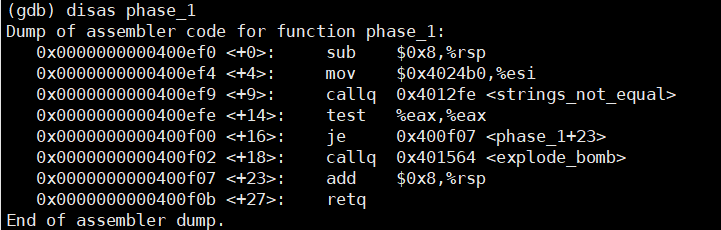 (gdb) disas phase_1
Dump of assembler code for function phase_1:
   0x0000000000400ef0 <+0>:     sub    $0x8,%rsp
   0x0000000000400ef4 <+4>:     mov    $0x4024b0,%esi
   0x0000000000400ef9 <+9>:     callq  0x4012fe <strings_not_equal>
   0x0000000000400efe <+14>:    test   %eax,%eax
   0x0000000000400f00 <+16>:    je     0x400f07 <phase_1+23>
   0x0000000000400f02 <+18>:    callq  0x401564 <explode_bomb>
   0x0000000000400f07 <+23>:    add    $0x8,%rsp
   0x0000000000400f0b <+27>:    retq
End of assembler dump.